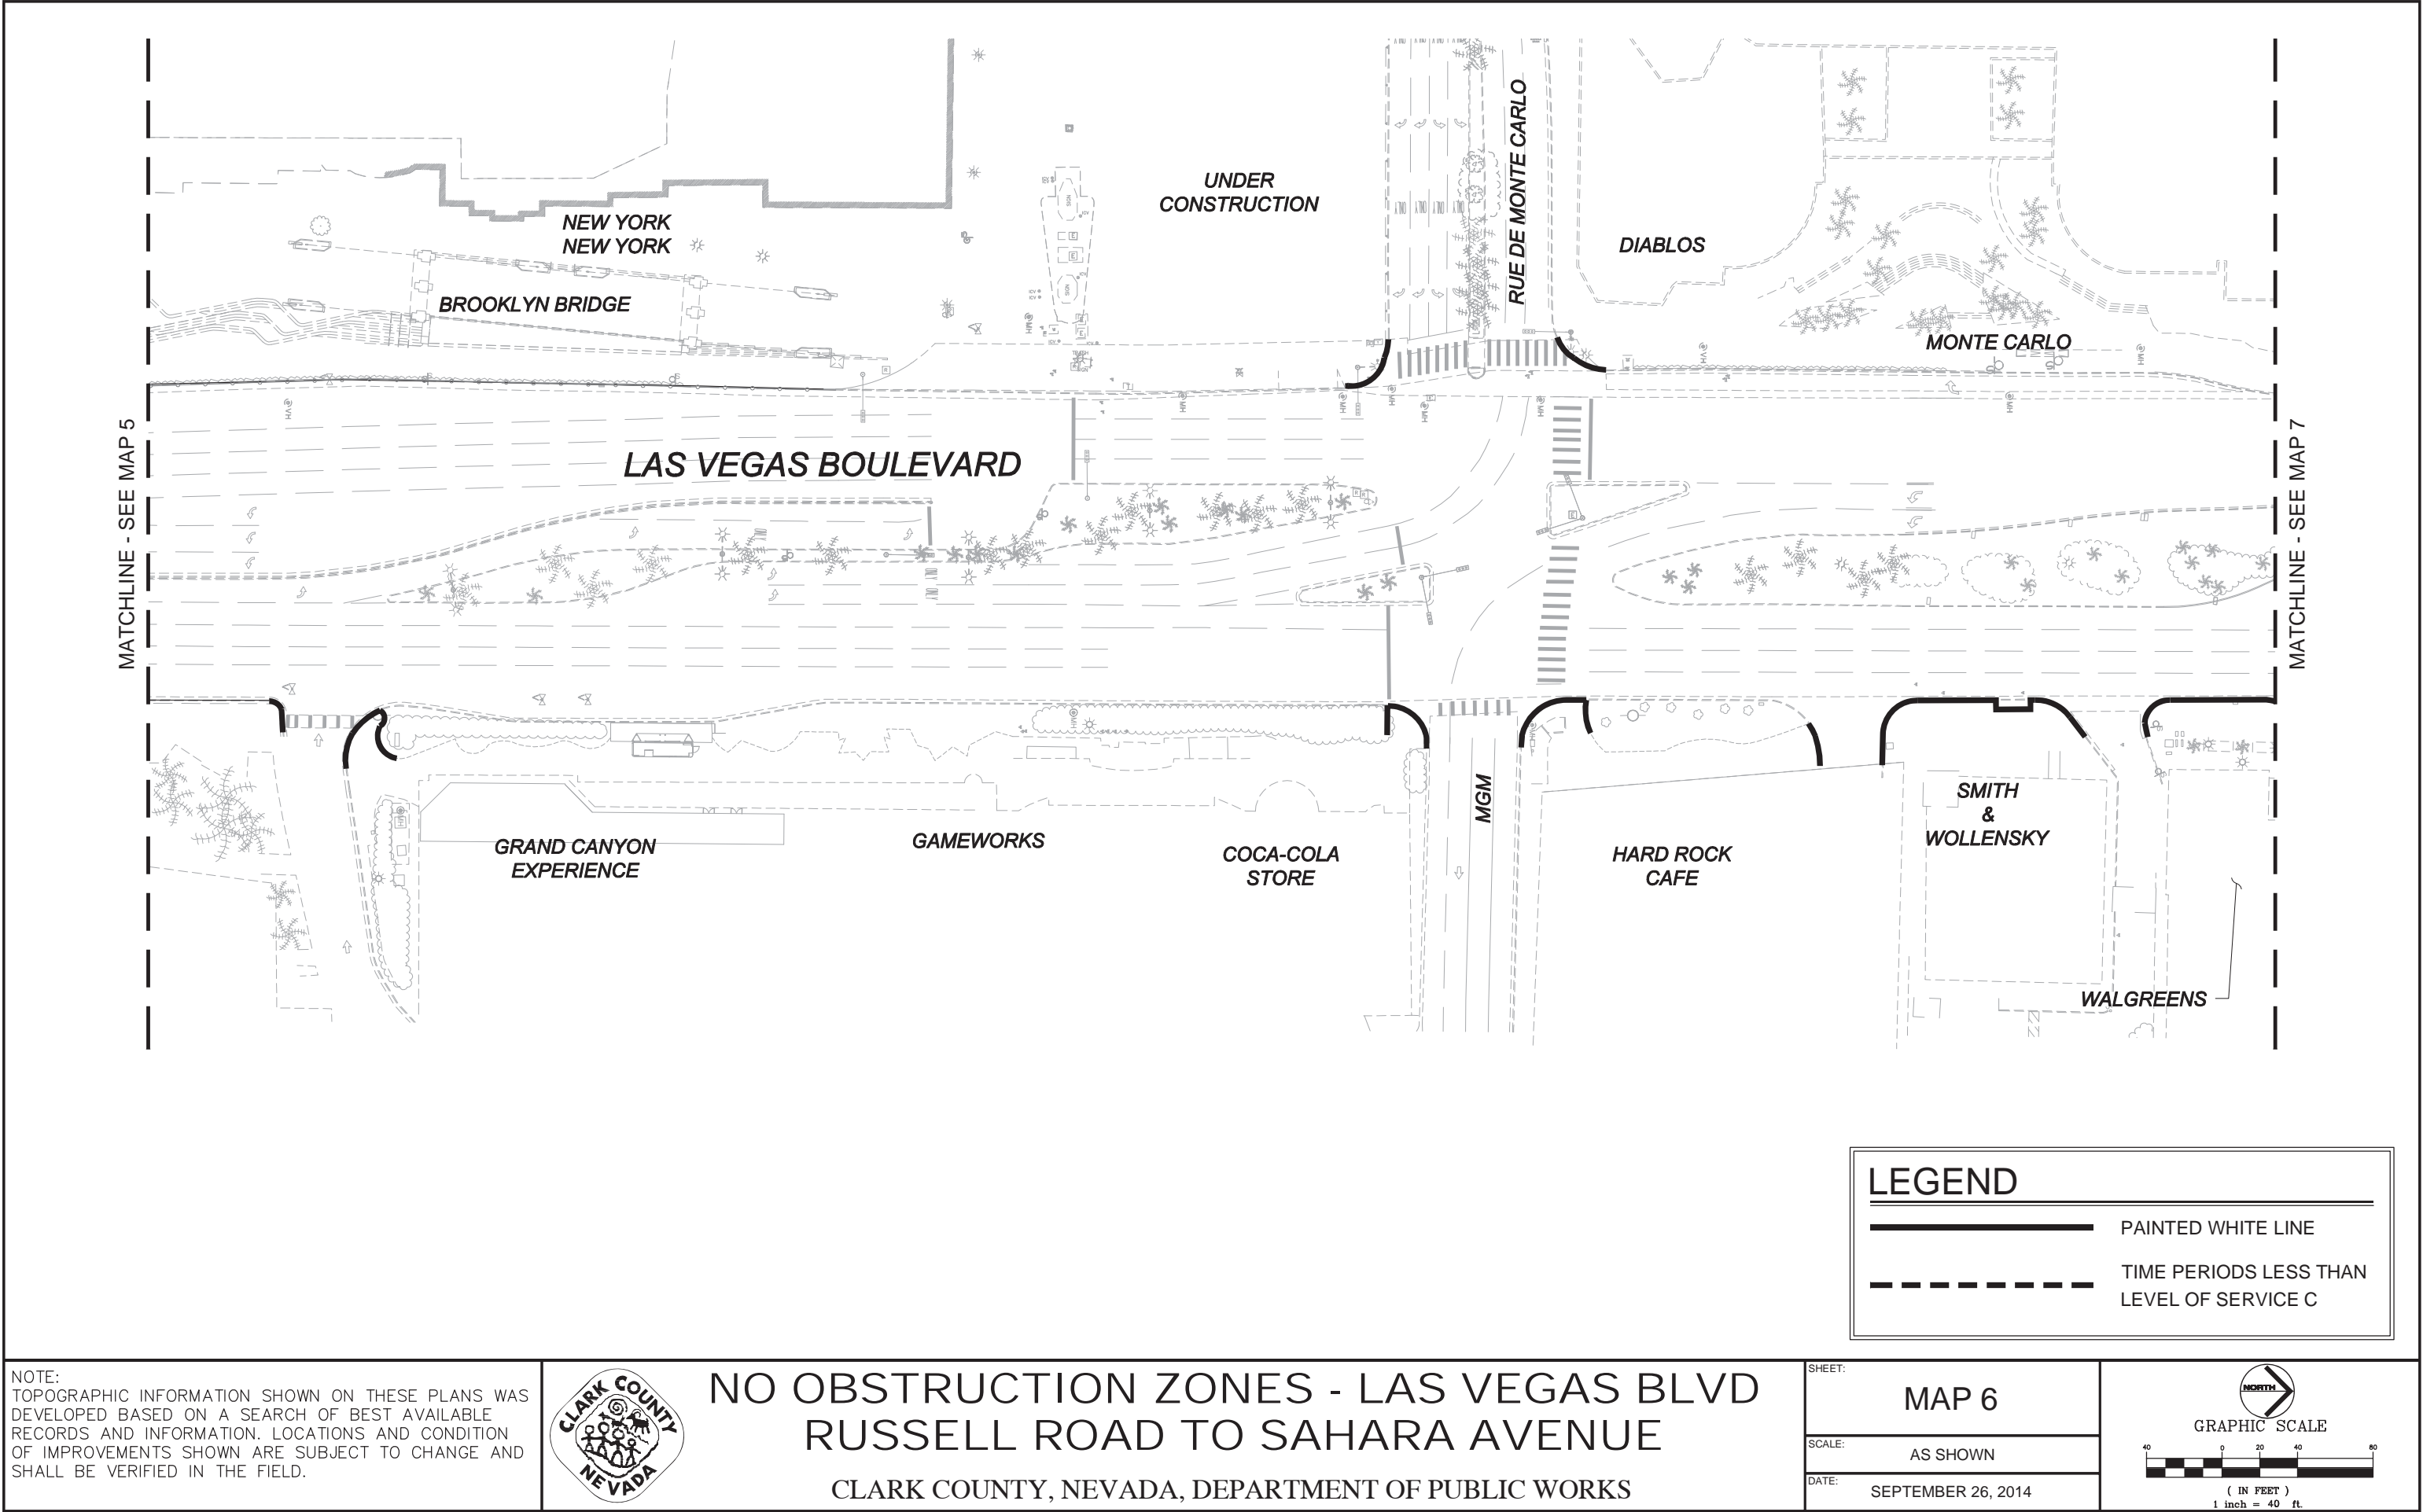 UNDER
CONSTRUCTION
RUE DE MONTE CARLO
DIABLOS
NEW YORK
NEW YORK
BROOKLYN BRIDGE
MONTE CARLO
MATCHLINE - SEE MAP 5
LAS VEGAS BOULEVARD
MATCHLINE - SEE MAP 7
MGM
SMITH
&
WOLLENSKY
GRAND CANYON
EXPERIENCE
GAMEWORKS
COCA-COLA
STORE
HARD ROCK
CAFE
WALGREENS
LEGEND
PAINTED WHITE LINE
TIME PERIODS LESS THAN
LEVEL OF SERVICE C
NOTE:
TOPOGRAPHIC INFORMATION SHOWN ON THESE PLANS WAS
DEVELOPED BASED ON A SEARCH OF BEST AVAILABLE
RECORDS AND INFORMATION. LOCATIONS AND CONDITION
OF IMPROVEMENTS SHOWN ARE SUBJECT TO CHANGE AND
SHALL BE VERIFIED IN THE FIELD.
CLARK COUNTY
NEVADA
NO OBSTRUCTION ZONES - LAS VEGAS BLVD
RUSSELL ROAD TO SAHARA AVENUE
CLARK COUNTY, NEVADA, DEPARTMENT OF PUBLIC WORKS
SHEET:
MAP 6
SCALE:
AS SHOWN
DATE:
SEPTEMBER 26, 2014
NORTH
GRAPHIC SCALE
40 0 20 40 80
( IN FEET )
1 inch = 40 ft.